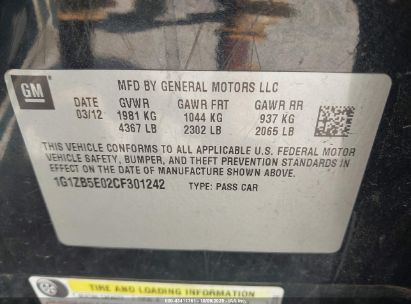 GM
MFD BY GENERAL MOTORS LLC
DATE GVWR GAWR FRT GAWR RR
03/12 1981 KG 1044 KG 937 KG
4367 LB 2302 LB 2065 LB
THIS VEHICLE CONFORMS TO ALL APPLICABLE U.S. FEDERAL MOTOR
VEHICLE SAFETY, BUMPER, AND THEFT PREVENTION STANDARDS IN
EFFECT ON THE DATE OF MANUFACTURE SHOWN ABOVE.
1G1ZB5E02CF301242 TYPE: PASS CAR
TIRE AND LOADING INFORMATION